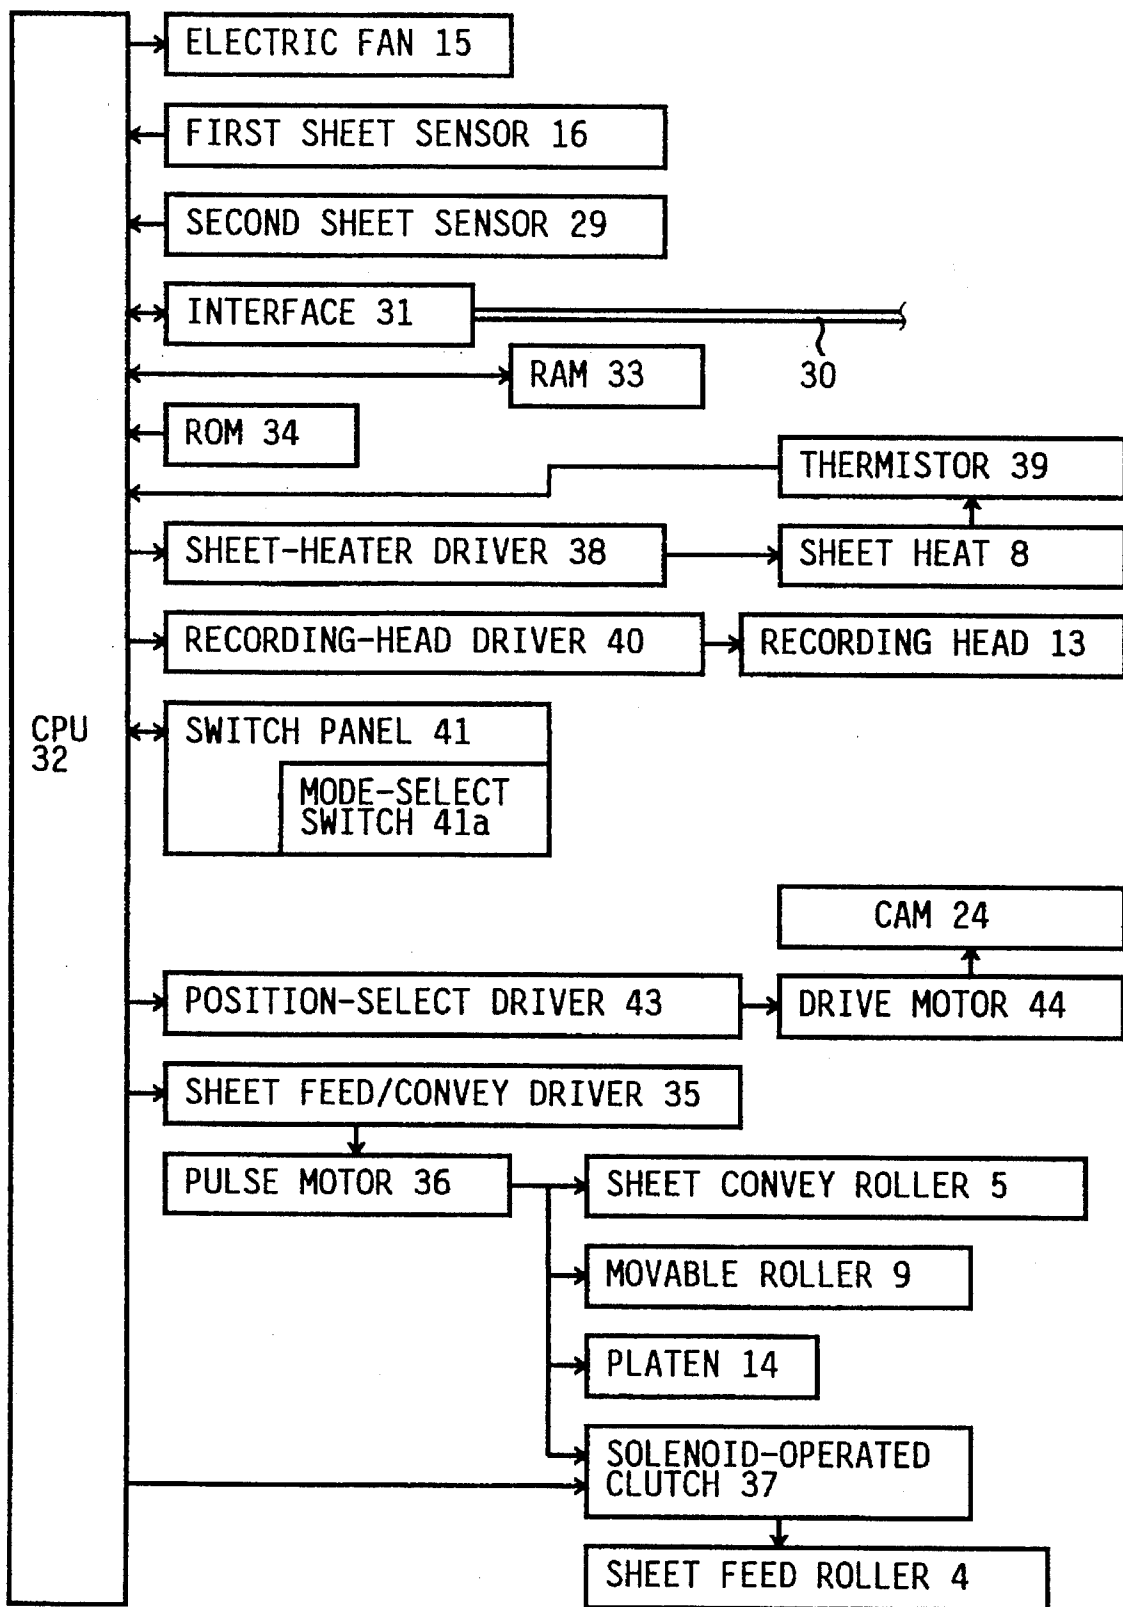 ELECTRIC FAN 15
FIRST SHEET SENSOR 16
SECOND SHEET SENSOR 29
INTERFACE 31
30
RAM 33
ROM 34
THERMISTOR 39
SHEET-HEATER DRIVER 38
SHEET HEAT 8
RECORDING-HEAD DRIVER 40
RECORDING HEAD 13
CPU
32
SWITCH PANEL 41
MODE-SELECT
SWITCH 41a
CAM 24
POSITION-SELECT DRIVER 43
DRIVE MOTOR 44
SHEET FEED/CONVEY DRIVER 35
PULSE MOTOR 36
SHEET CONVEY ROLLER 5
MOVABLE ROLLER 9
PLATEN 14
SOLENOID-OPERATED
CLUTCH 37
SHEET FEED ROLLER 4